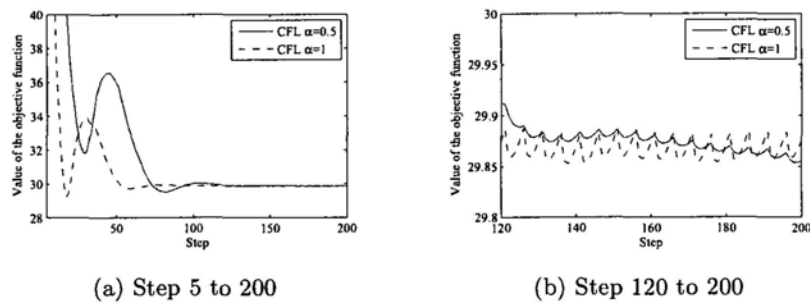 Value of the objective function
40
36
34
32
30
28
50
100
150
200
Step
CFL α=0.5
CFL α=1
(a) Step 5 to 200
Value of the objective function
30
29.95
29.9
29.85
29.8
120
140
160
180
200
Step
CFL α=0.5
CFL α=1
(b) Step 120 to 200